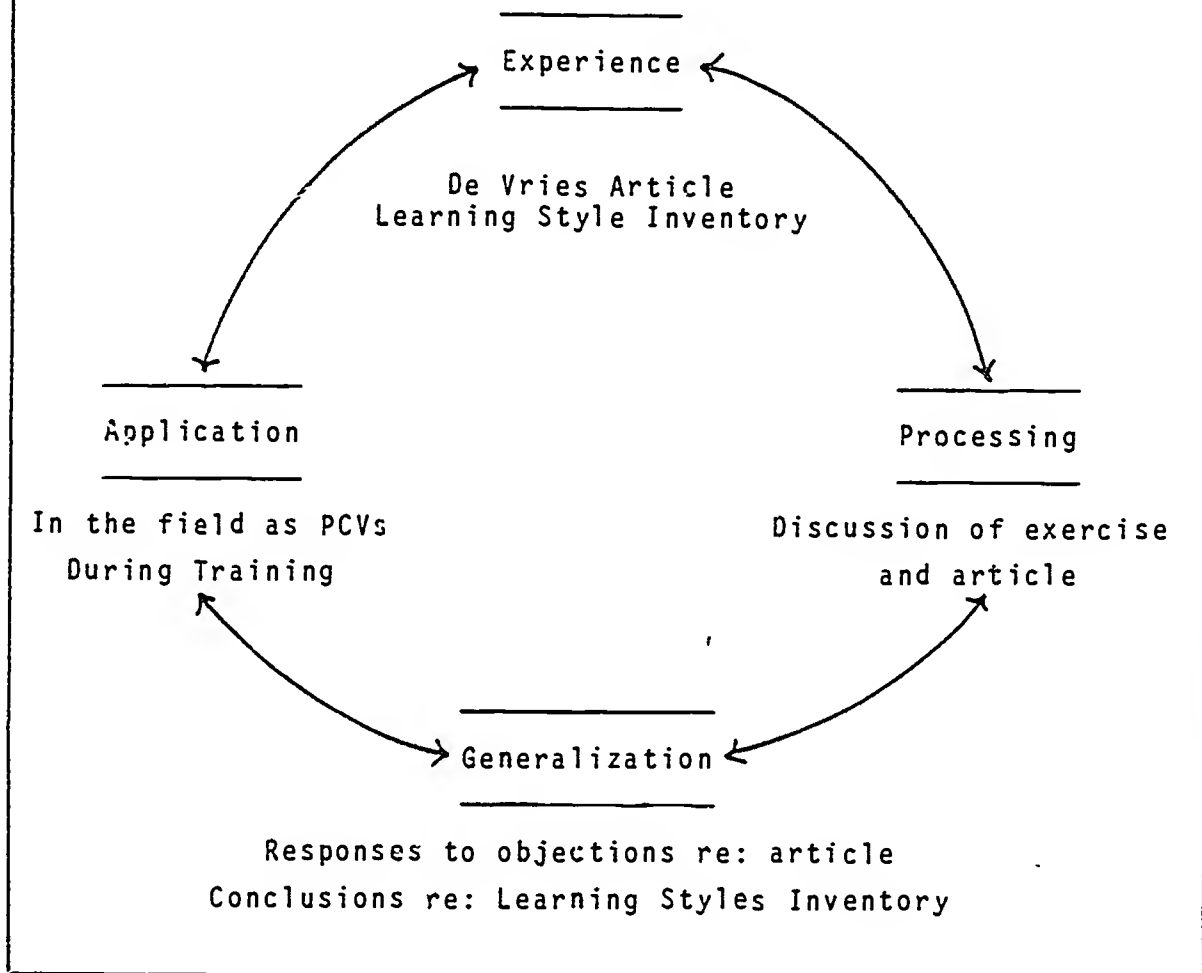 Experience
De Vries Article
Learning Style Inventory
Application
Processing
In the field as PCVs
During Training
Discussion of exercise
and article
Generalization
Responses to objections re: article
Conclusions re: Learning Styles Inventory